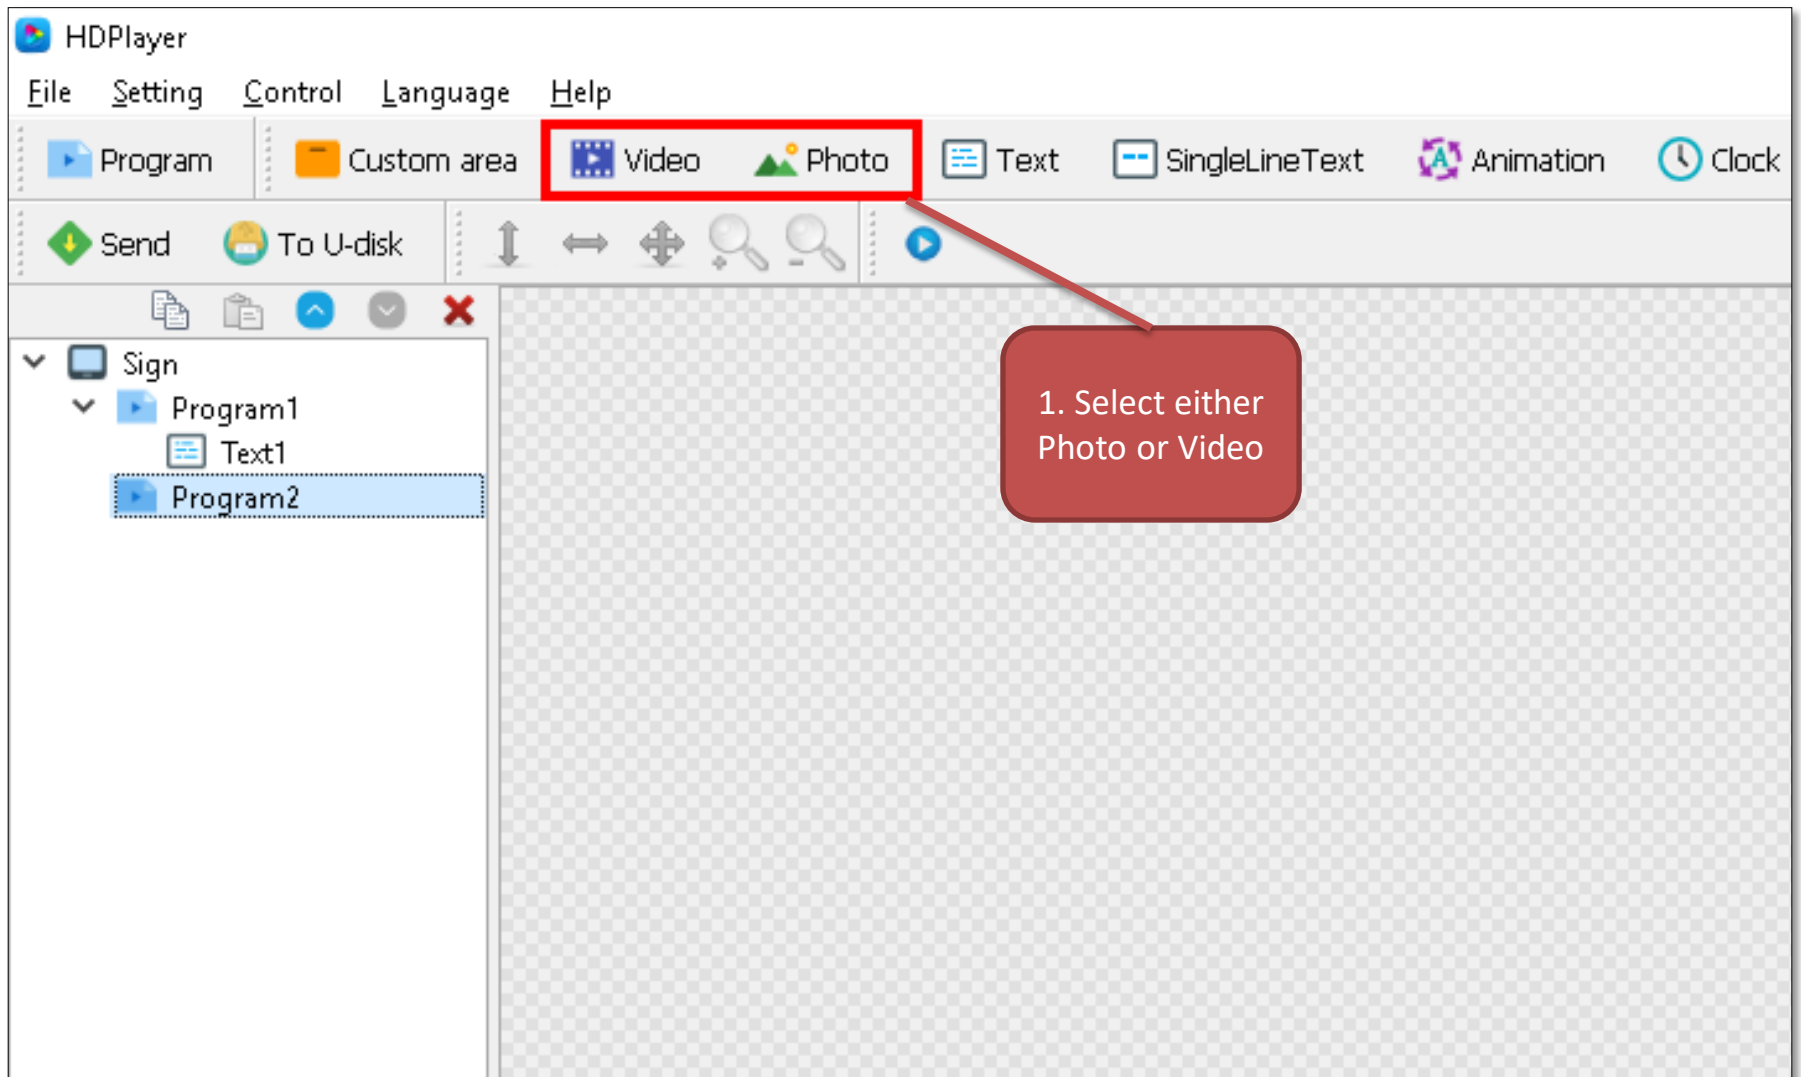 HDPlayer
File Setting Control Language Help
Program Custom area Video Photo Text SingleLineText Animation Clock
Send To U-disk
Sign
Program1
Text1
Program2
1. Select either
Photo or Video